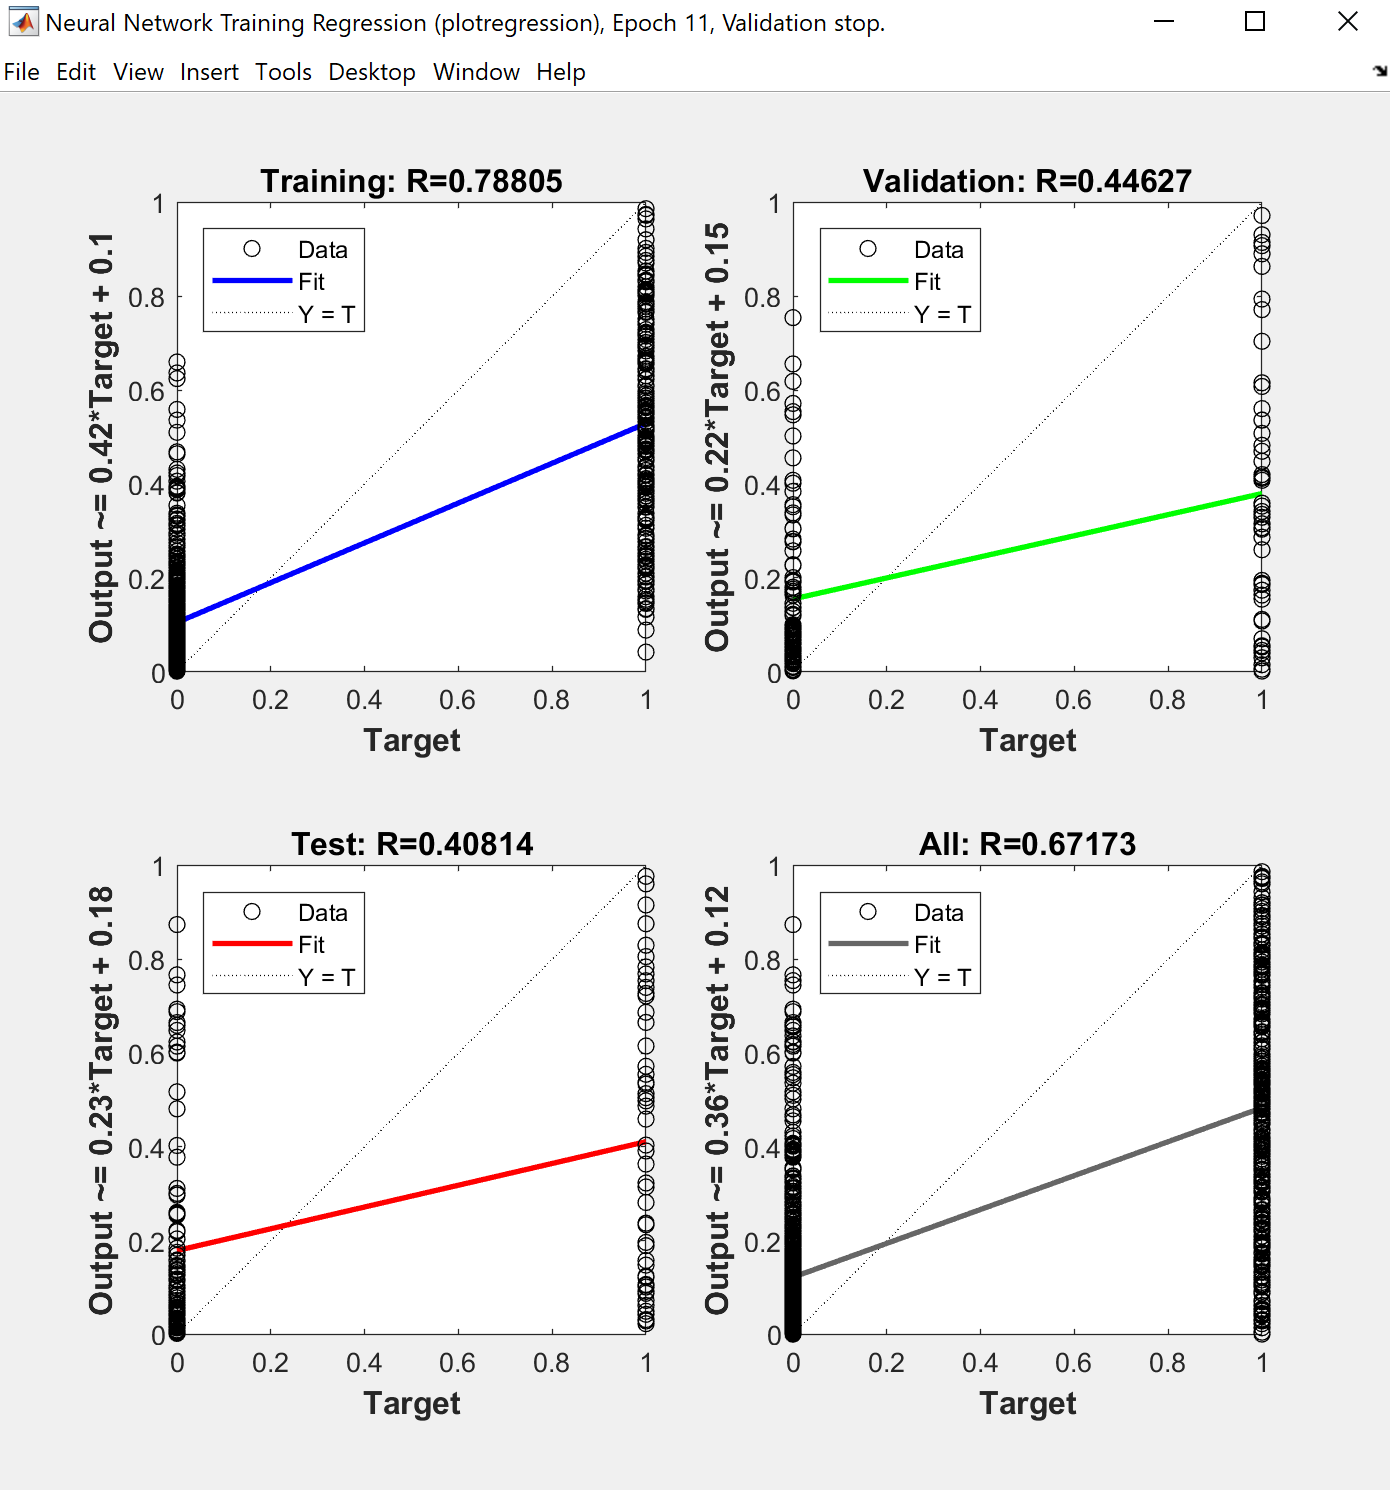 Neural Network Training Regression (plotregression), Epoch 11, Validation stop.
File Edit View Insert Tools Desktop Window Help
Training: R=0.78805
Output ~= 0.42*Target + 0.1
1
0.8
0.6
0.4
0.2
0
Data
Fit
Y = T
0 0.2 0.4 0.6 0.8 1
Target
Validation: R=0.44627
Output ~= 0.22*Target + 0.15
1
0.8
0.6
0.4
0.2
0
Data
Fit
Y = T
0 0.2 0.4 0.6 0.8 1
Target
Test: R=0.40814
Output ~= 0.23*Target + 0.18
1
0.8
0.6
0.4
0.2
0
Data
Fit
Y = T
0 0.2 0.4 0.6 0.8 1
Target
All: R=0.67173
Output ~= 0.36*Target + 0.12
1
0.8
0.6
0.4
0.2
0
Data
Fit
Y = T
0 0.2 0.4 0.6 0.8 1
Target